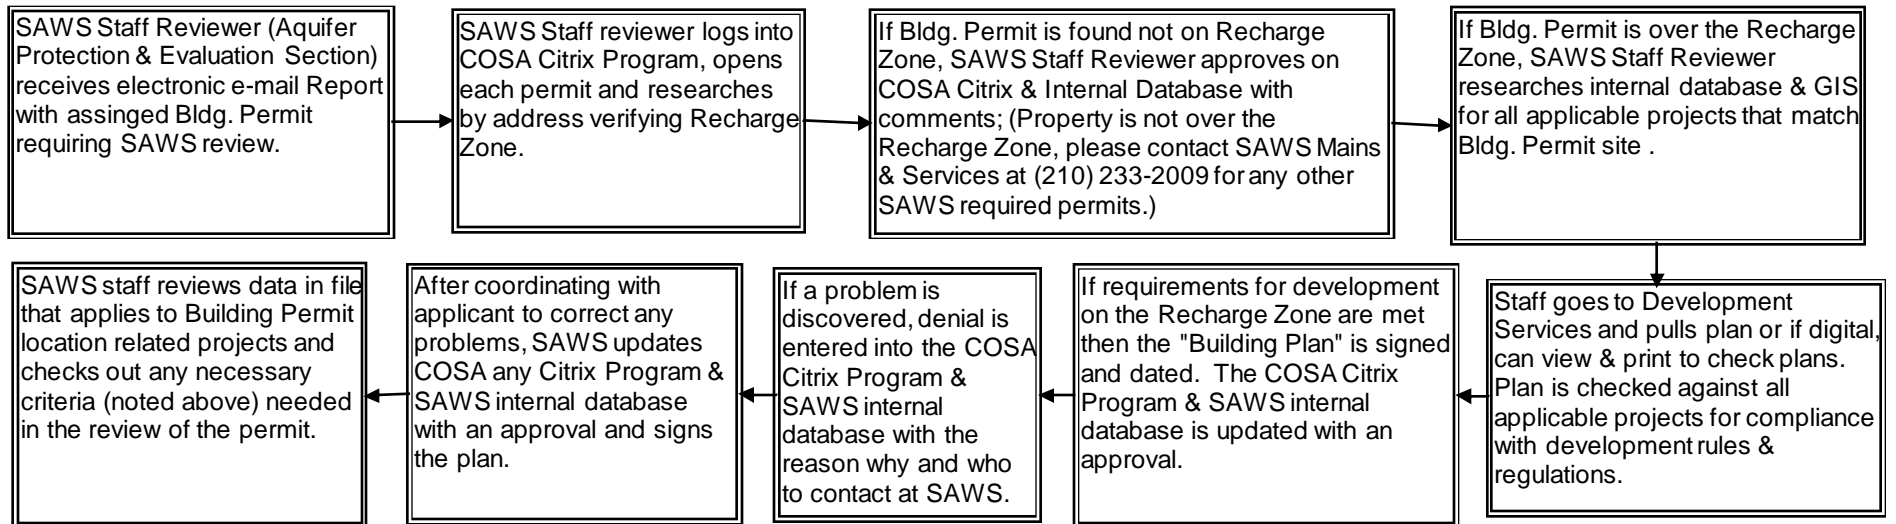 SAWS Staff Reviewer (Aquifer
Protection & Evaluation Section)
receives electronic e-mail Report
with assinged Bldg. Permit
requiring SAWS review.
SAWS Staff reviewer logs into
COSA Citrix Program, opens
each permit and researches
by address verifying Recharge
Zone.
If Bldg. Permit is found not on Recharge
Zone, SAWS Staff Reviewer approves on
COSA Citrix & Internal Database with
comments; (Property is not over the
Recharge Zone, please contact SAWS Mains
& Services at (210) 233-2009 for any other
SAWS required permits.)
If Bldg. Permit is over the Recharge
Zone, SAWS Staff Reviewer
researches internal database & GIS
for all applicable projects that match
Bldg. Permit site .
Staff goes to Development
Services and pulls plan or if digital,
can view & print to check plans.
Plan is checked against all
applicable projects for compliance
with development rules &
regulations.
If requirements for development
on the Recharge Zone are met
then the "Building Plan" is signed
and dated.  The COSA Citrix
Program & SAWS internal
database is updated with an
approval.
If a problem is
discovered, denial is
entered into the COSA
Citrix Program &
SAWS internal
database with the
reason why and who
to contact at SAWS.
After coordinating with
applicant to correct any
problems, SAWS updates
COSA any Citrix Program &
SAWS internal database
with an approval and signs
the plan.
SAWS staff reviews data in file
that applies to Building Permit
location related projects and
checks out any necessary
criteria (noted above) needed
in the review of the permit.